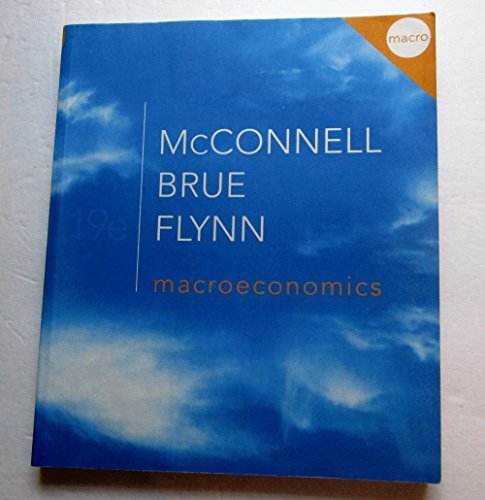 macro
McCONNELL
BRUE
19e
FLYNN
macroeconomics